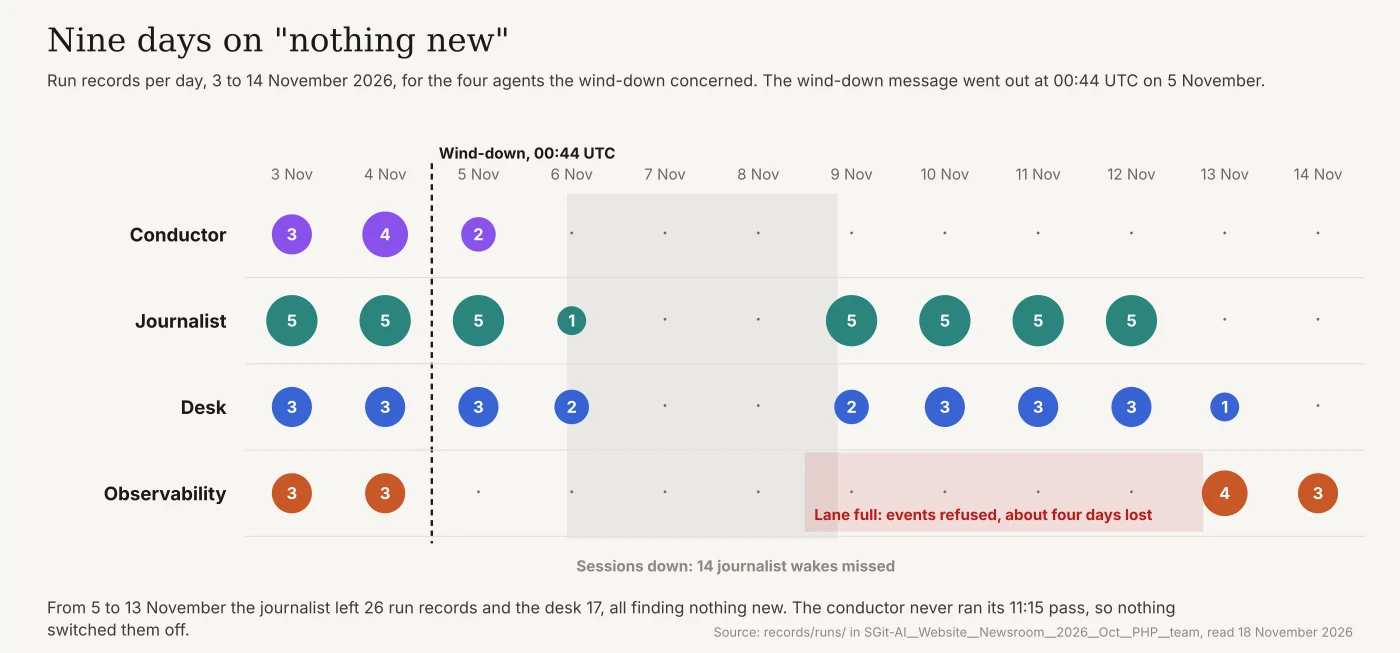 Nine days on "nothing new"
Run records per day, 3 to 14 November 2026, for the four agents the wind-down concerned. The wind-down message went out at 00:44 UTC on 5 November.
Wind-down, 00:44 UTC
3 Nov 4 Nov 5 Nov 6 Nov 7 Nov 8 Nov 9 Nov 10 Nov 11 Nov 12 Nov 13 Nov 14 Nov
Conductor 3 4 2
Journalist 5 5 5 1 5 5 5 5
Desk 3 3 3 2 2 3 3 3 1
Observability 3 3 4 3
Lane full: events refused, about four days lost
Sessions down: 14 journalist wakes missed
From 5 to 13 November the journalist left 26 run records and the desk 17, all finding nothing new. The conductor never ran its 11:15 pass, so nothing
switched them off.
Source: records/runs/ in SGit-AI__Website__Newsroom__2026__Oct__PHP__team, read 18 November 2026